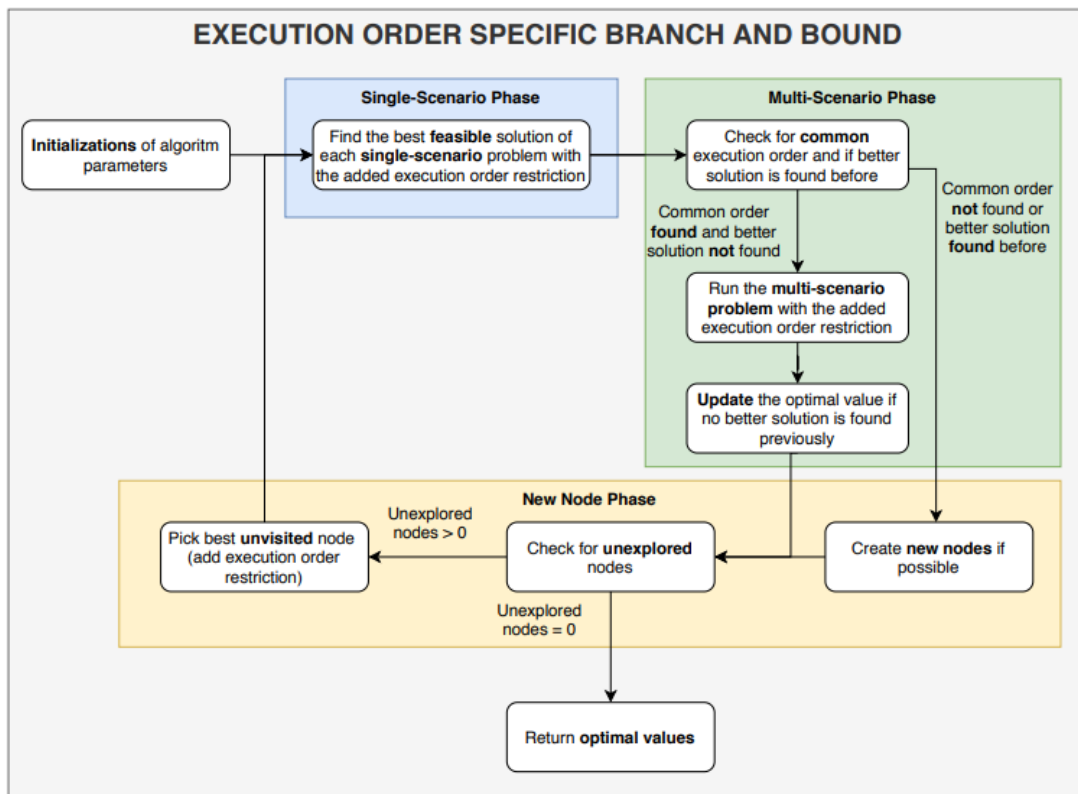 EXECUTION ORDER SPECIFIC BRANCH AND BOUND
Single-Scenario Phase
Multi-Scenario Phase
Initializations of algoritm
parameters
Find the best feasible solution of
each single-scenario problem with
the added execution order restriction
Check for common
execution order and if better
solution is found before
Common order
found and better
solution not found
Common order
not found or
better solution
found before
Run the multi-scenario
problem with the added
execution order restriction
Update the optimal value if
no better solution is found
previously
New Node Phase
Pick best unvisited node
(add execution order
restriction)
Unexplored
nodes > 0
Check for unexplored
nodes
Create new nodes if
possible
Unexplored
nodes = 0
Return optimal values